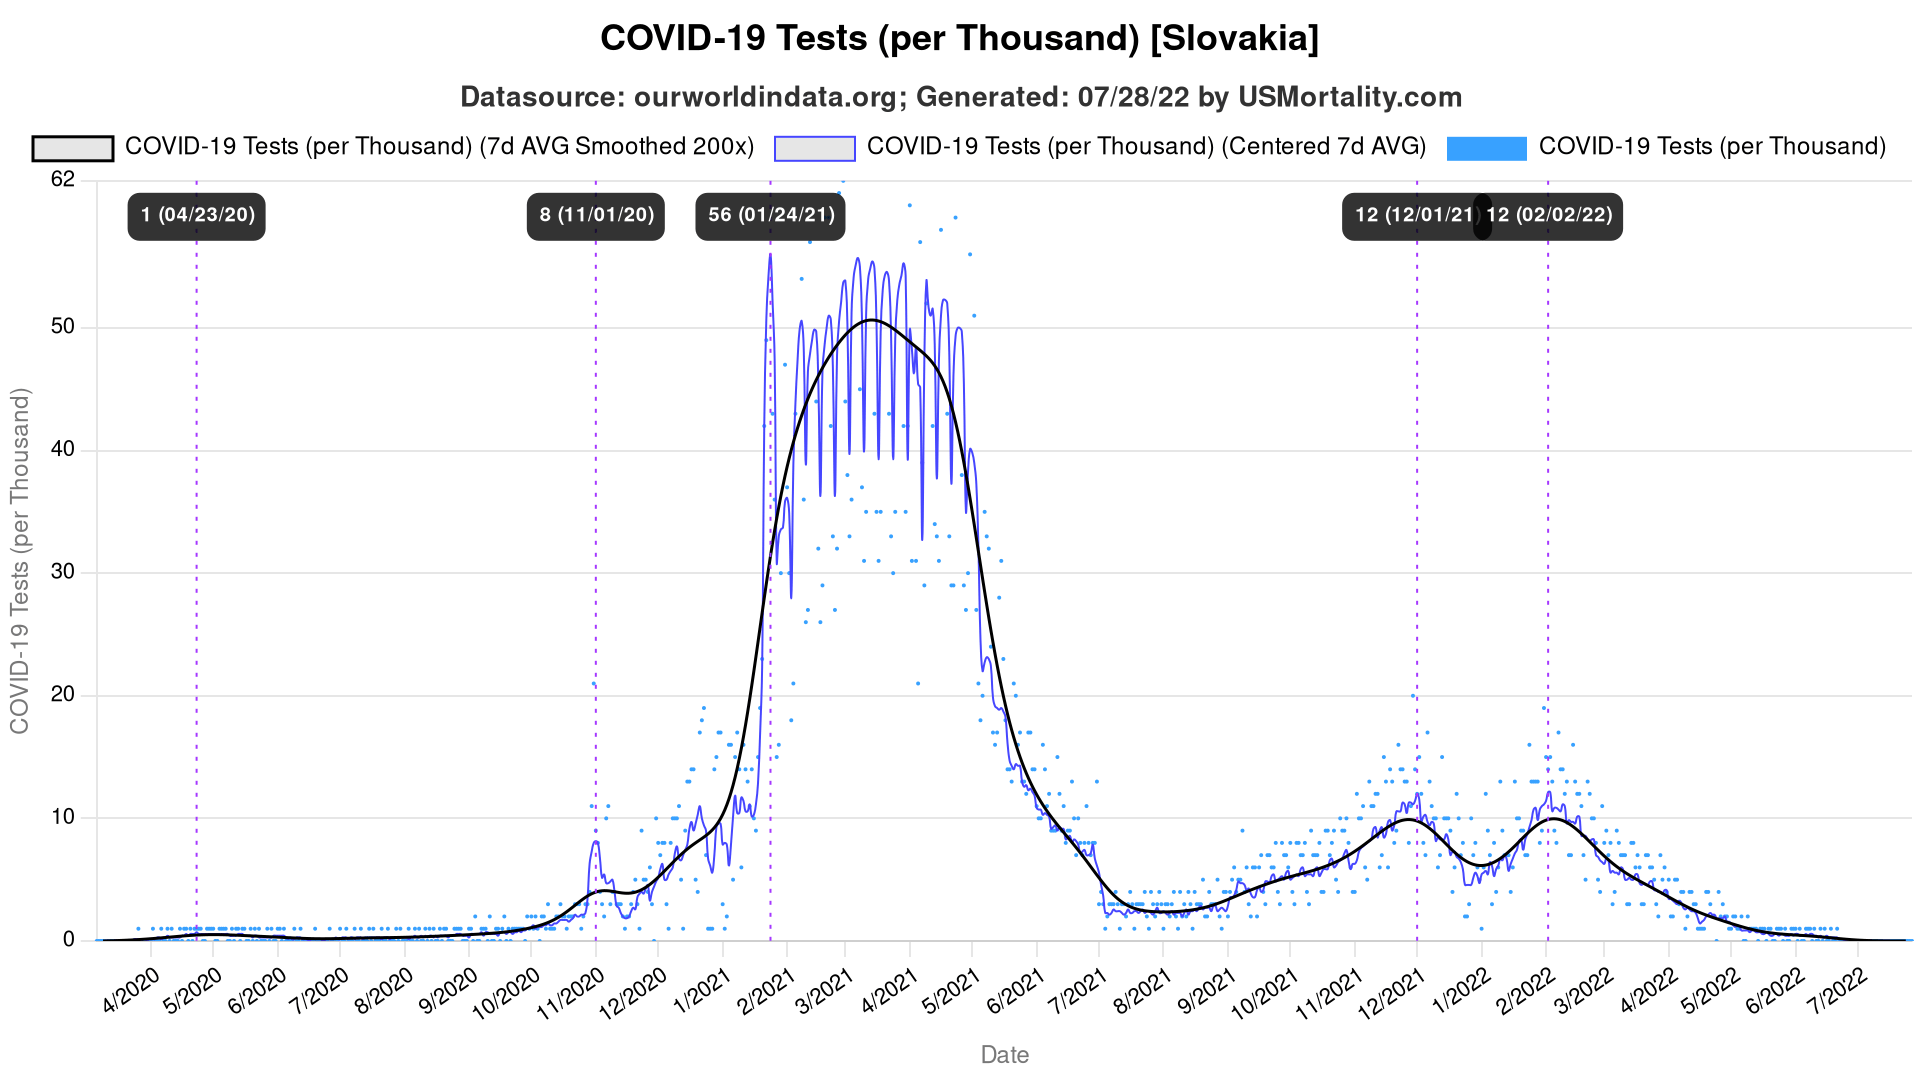 COVID-19 Tests (per Thousand) [Slovakia]
Datasource: ourworldindata.org; Generated: 07/28/22 by USMortality.com
COVID-19 Tests (per Thousand) (7d AVG Smoothed 200x) COVID-19 Tests (per Thousand) (Centered 7d AVG) COVID-19 Tests (per Thousand)
62
1 (04/23/20) 8 (11/01/20) 56 (01/24/21) 12 (12/01/21) 12 (02/02/22)
50
40
30
20
10
0
COVID-19 Tests (per Thousand)
4/2020 5/2020 6/2020 7/2020 8/2020 9/2020 10/2020 11/2020 12/2020 1/2021 2/2021 3/2021 4/2021 5/2021 6/2021 7/2021 8/2021 9/2021 10/2021 11/2021 12/2021 1/2022 2/2022 3/2022 4/2022 5/2022 6/2022 7/2022
Date